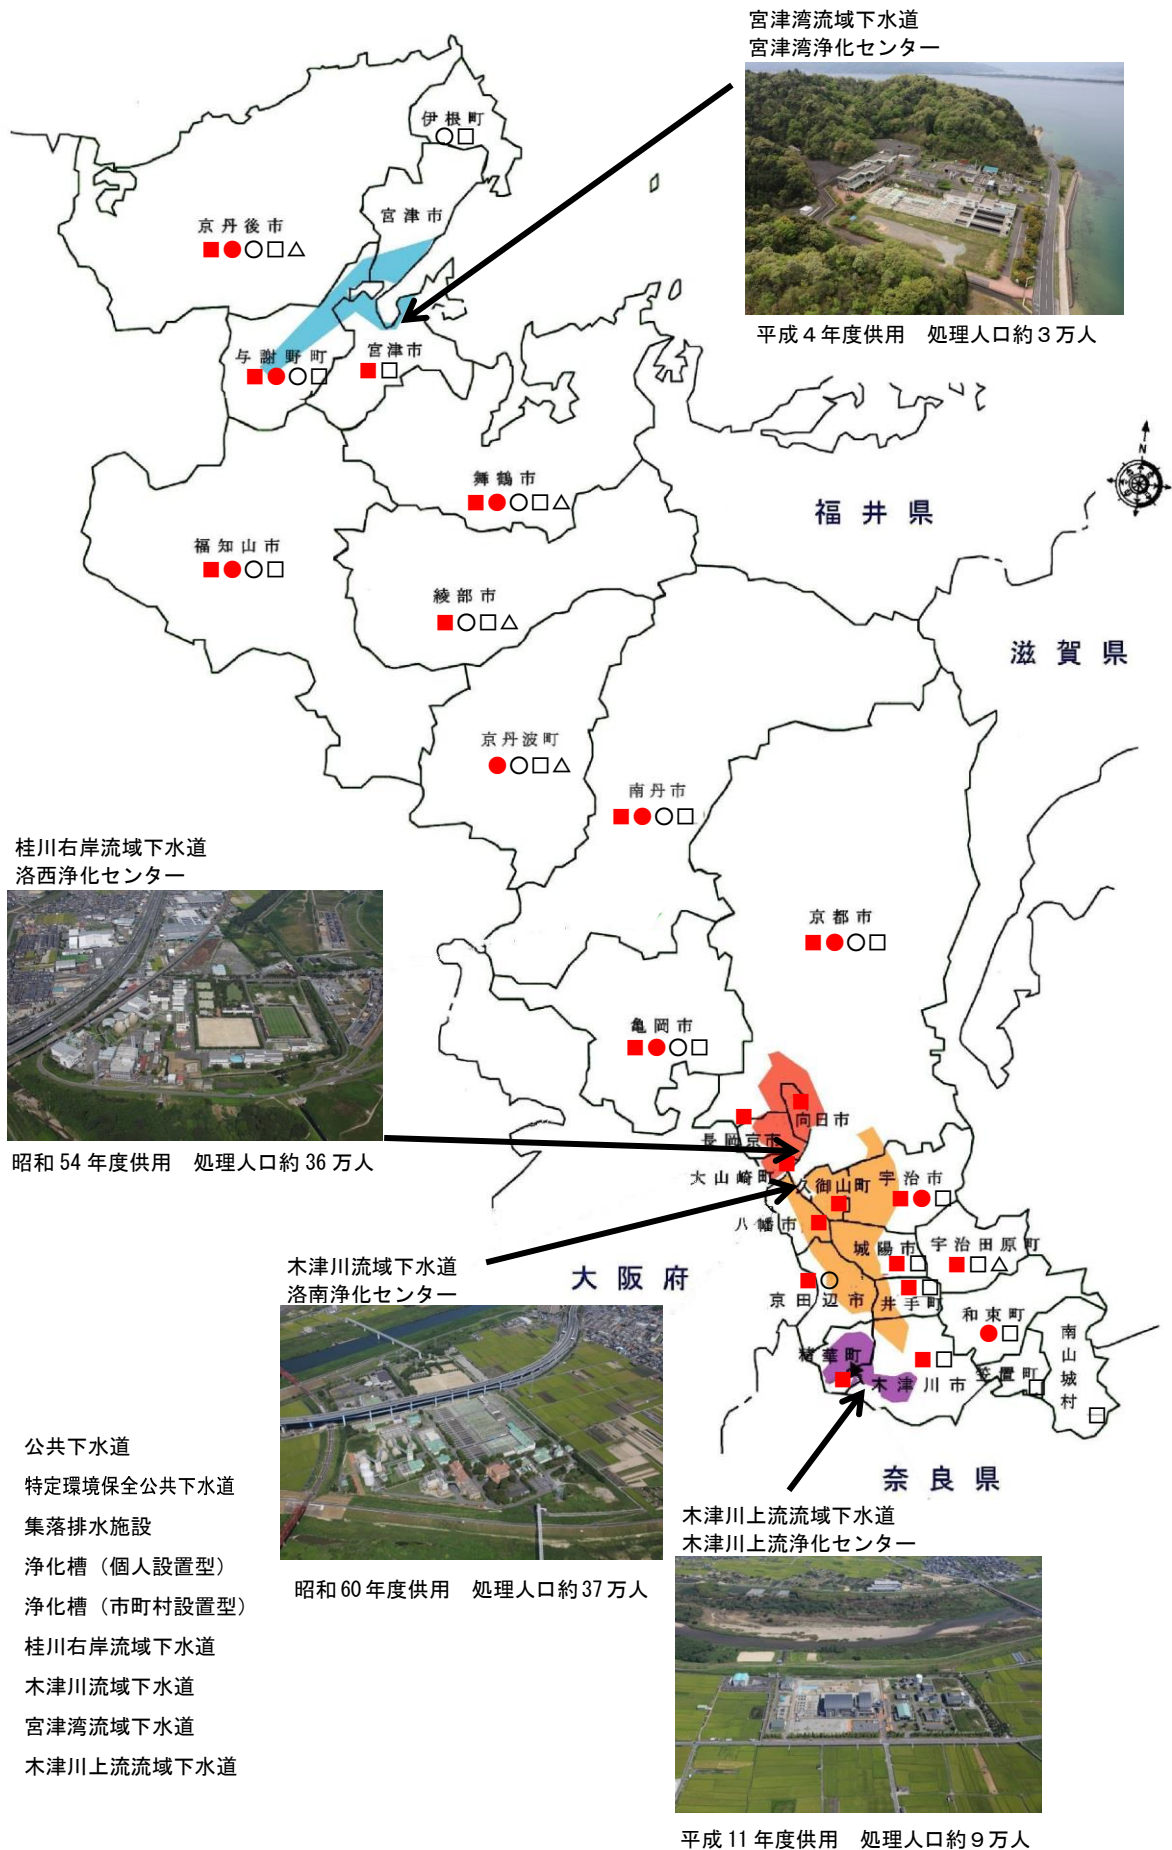 宮津湾流域下水道
宮津湾浄化センター
平成４年度供用　処理人口約３万人
伊根町
宮津市
京丹後市
与謝野町
宮津市
舞鶴市
福井県
N
福知山市
綾部市
滋賀県
京丹波町
南丹市
桂川右岸流域下水道
洛西浄化センター
昭和 54 年度供用　処理人口約 36 万人
京都市
亀岡市
向日市
長岡京市
大山崎町
久御山町
宇治市
八幡市
城陽市
宇治田原町
大阪府
京田辺市
井手町
和束町
南山城村
精華町
木津川市
笠置町
奈良県
木津川流域下水道
洛南浄化センター
昭和 60 年度供用　処理人口約 37 万人
木津川上流流域下水道
木津川上流浄化センター
平成 11 年度供用　処理人口約９万人
公共下水道
特定環境保全公共下水道
集落排水施設
浄化槽（個人設置型）
浄化槽（市町村設置型）
桂川右岸流域下水道
木津川流域下水道
宮津湾流域下水道
木津川上流流域下水道